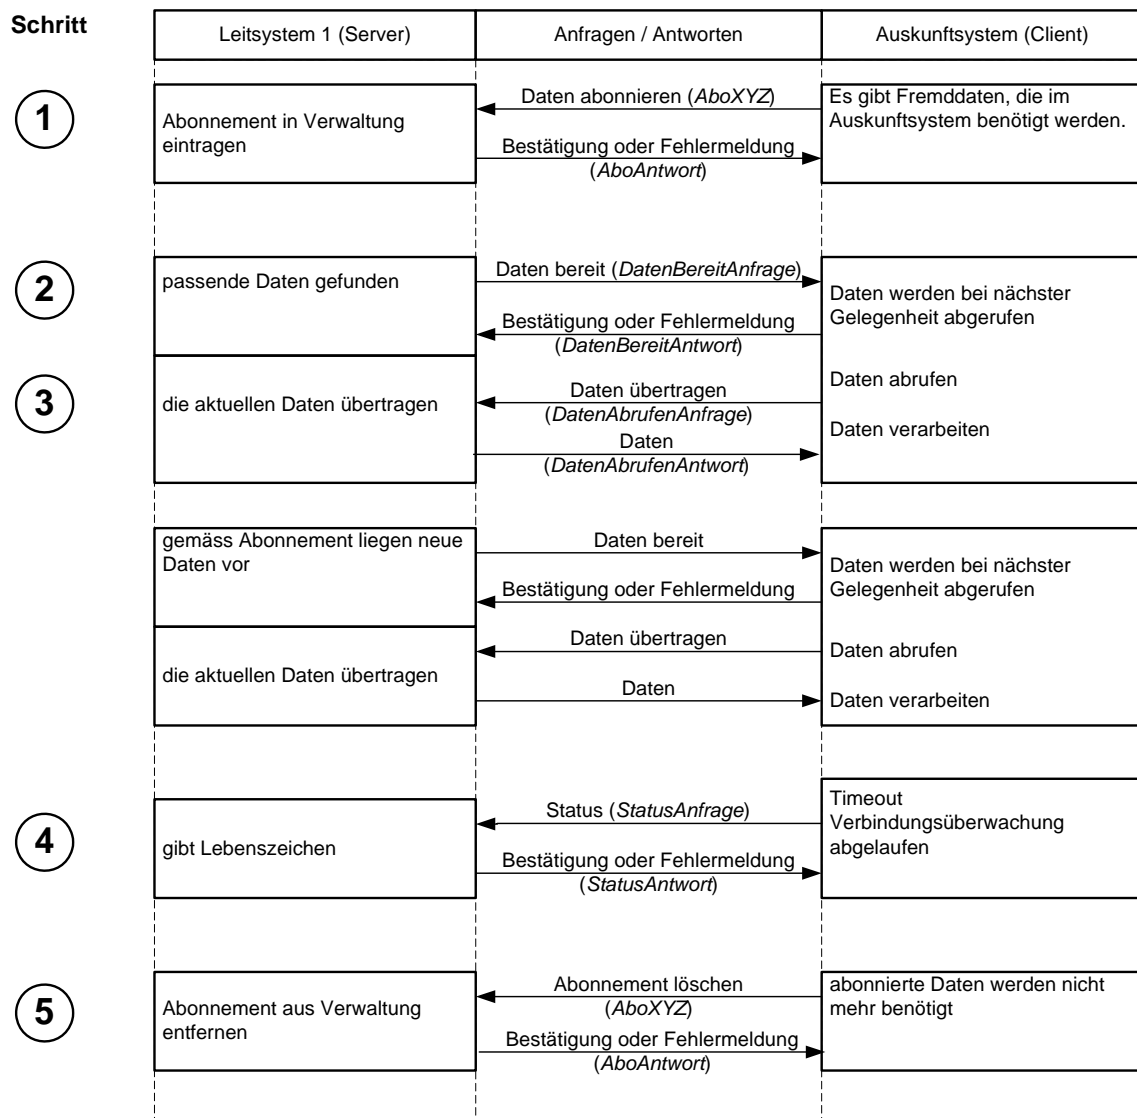 Schritt
Leitsystem 1 (Server)
Anfragen / Antworten
Auskunftsystem (Client)
1
Abonnement in Verwaltung
eintragen
Daten abonnieren (AboXYZ)
Bestätigung oder Fehlermeldung
(AboAntwort)
Es gibt Fremddaten, die im
Auskunftsystem benötigt werden.
2
passende Daten gefunden
Daten bereit (DatenBereitAnfrage)
Bestätigung oder Fehlermeldung
(DatenBereitAntwort)
Daten werden bei nächster
Gelegenheit abgerufen
3
die aktuellen Daten übertragen
Daten übertragen
(DatenAbrufenAnfrage)
Daten
(DatenAbrufenAntwort)
Daten abrufen
Daten verarbeiten
gemäss Abonnement liegen neue
Daten vor
Daten bereit
Bestätigung oder Fehlermeldung
Daten werden bei nächster
Gelegenheit abgerufen
die aktuellen Daten übertragen
Daten übertragen
Daten
Daten abrufen
Daten verarbeiten
4
gibt Lebenszeichen
Status (StatusAnfrage)
Bestätigung oder Fehlermeldung
(StatusAntwort)
Timeout
Verbindungsüberwachung
abgelaufen
5
Abonnement aus Verwaltung
entfernen
Abonnement löschen
(AboXYZ)
Bestätigung oder Fehlermeldung
(AboAntwort)
abonnierte Daten werden nicht
mehr benötigt